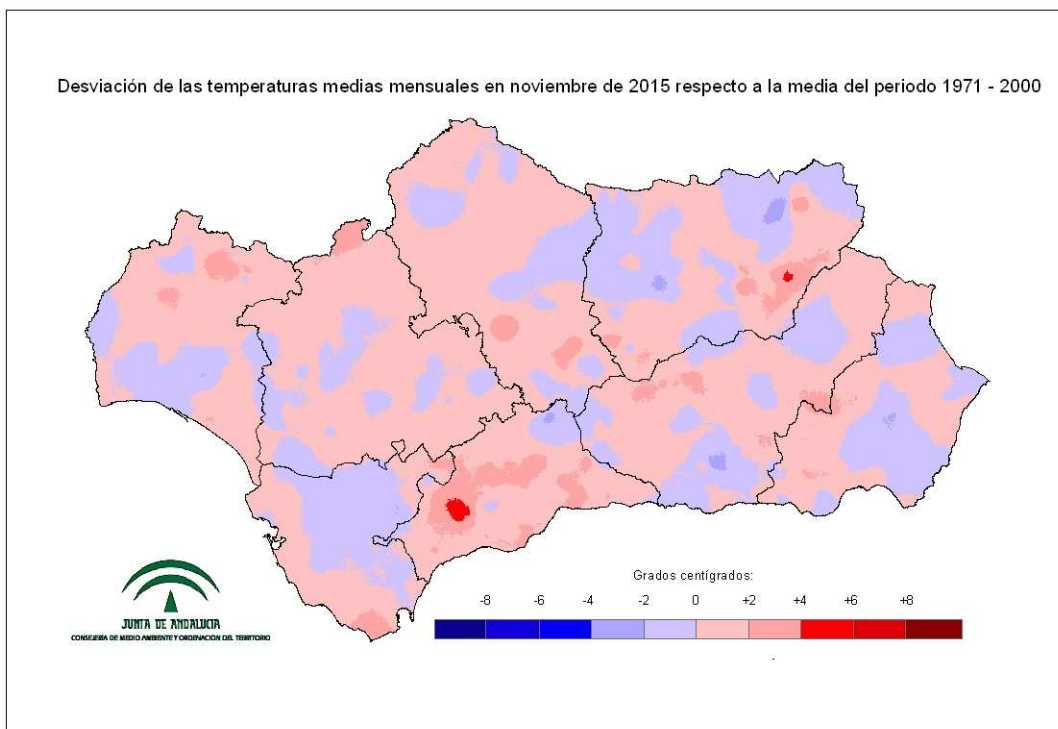 Desviación de las temperaturas medias mensuales en noviembre de 2015 respecto a la media del periodo 1971 - 2000
Grados centígrados:
-8 -6 -4 -2 0 +2 +4 +6 +8
JUNTA DE ANDALUCIA
CONSEJERÍA DE MEDIO AMBIENTE Y ORDENACIÓN DEL TERRITORIO